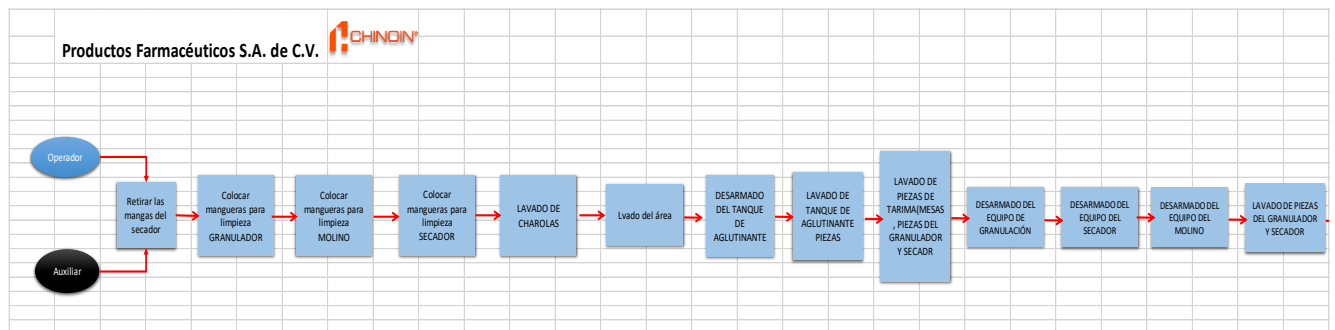 CHINOIN®
Productos Farmacéuticos S.A. de C.V.
Operador
Auxiliar
Retirar las
mangas del
secador
Colocar
mangueras para
limpieza
GRANULADOR
Colocar
mangueras para
limpieza
MOLINO
Colocar
mangueras para
limpieza
SECADOR
LAVADO DE
CHAROLAS
Lvado del área
DESARMADO
DEL TANQUE
DE
AGLUTINANTE
LAVADO DE
TANQUE DE
AGLUTINANTE
PIEZAS
LAVADO DE
PIEZAS DE
TARIMA(MESAS
, PIEZAS DEL
GRANULADOR
Y SECADR
DESARMADO DEL
EQUIPO DE
GRANULACIÓN
DESARMADO DEL
EQUIPO DEL
SECADOR
DESARMADO DEL
EQUIPO DEL
MOLINO
LAVADO DE PIEZAS
DEL GRANULADOR
Y SECADOR